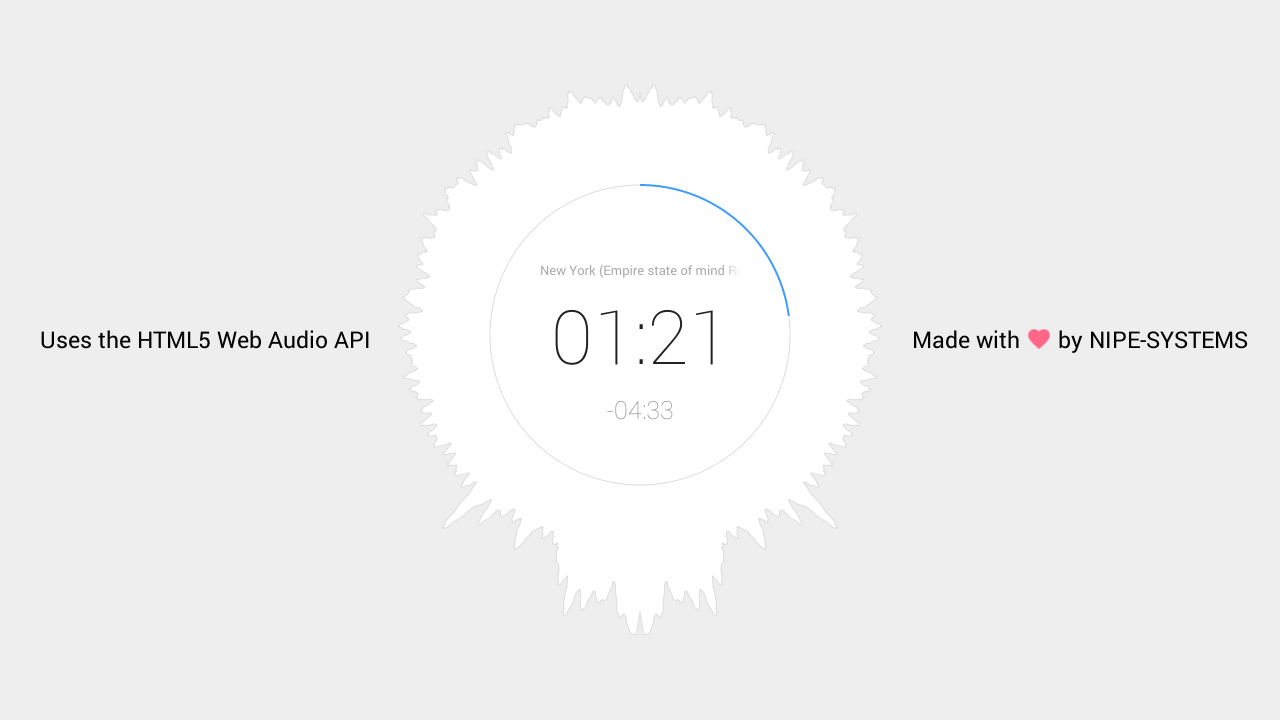 New York (Empire state of mind
01:21
-04:33
Uses the HTML5 Web Audio API
Made with ❤ by NIPE-SYSTEMS